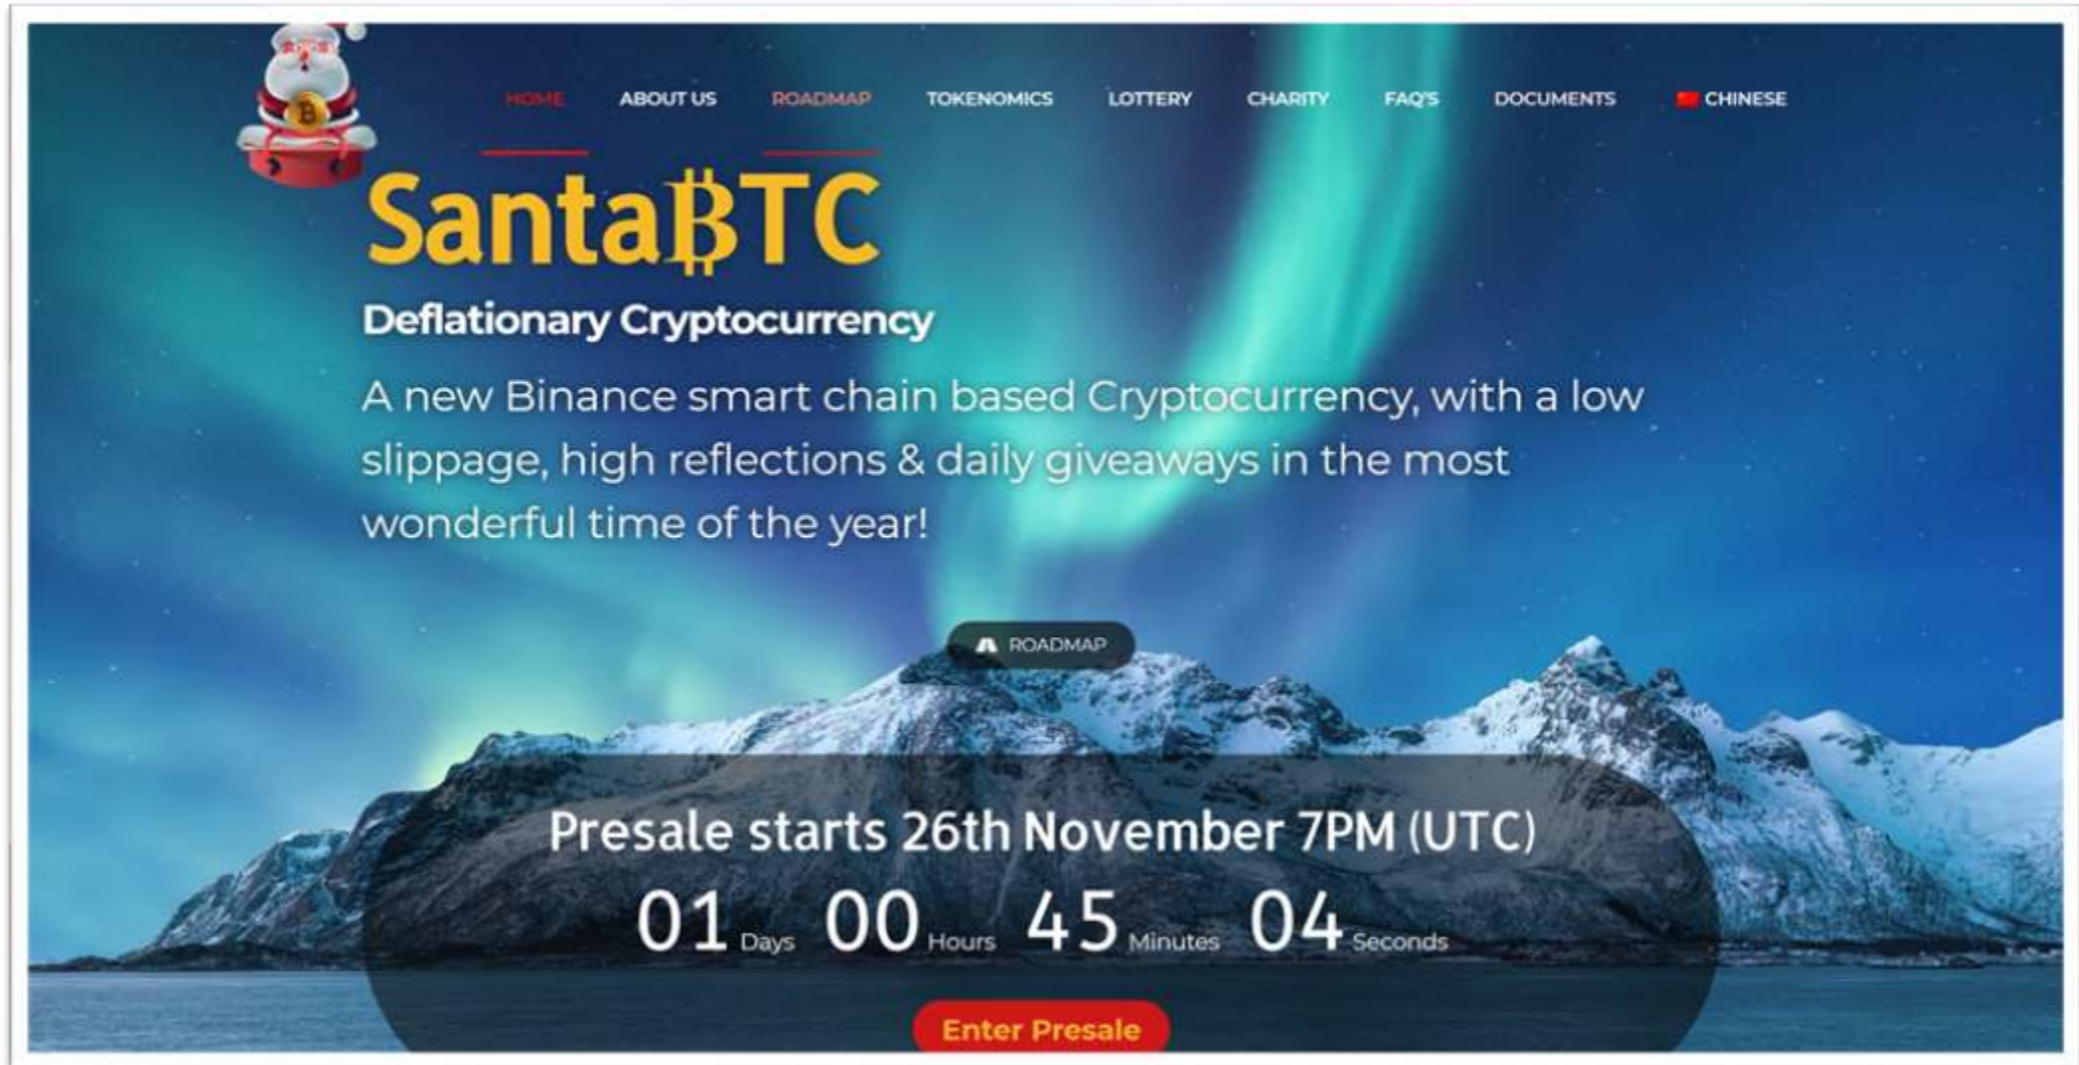 HOME ABOUT US ROADMAP TOKENOMICS LOTTERY CHARITY FAQ'S DOCUMENTS CHINESE
Santa₿TC
Deflationary Cryptocurrency
A new Binance smart chain based Cryptocurrency, with a low
slippage, high reflections & daily giveaways in the most
wonderful time of the year!
ROADMAP
Presale starts 26th November 7PM (UTC)
01 Days 00 Hours 45 Minutes 04 Seconds
Enter Presale